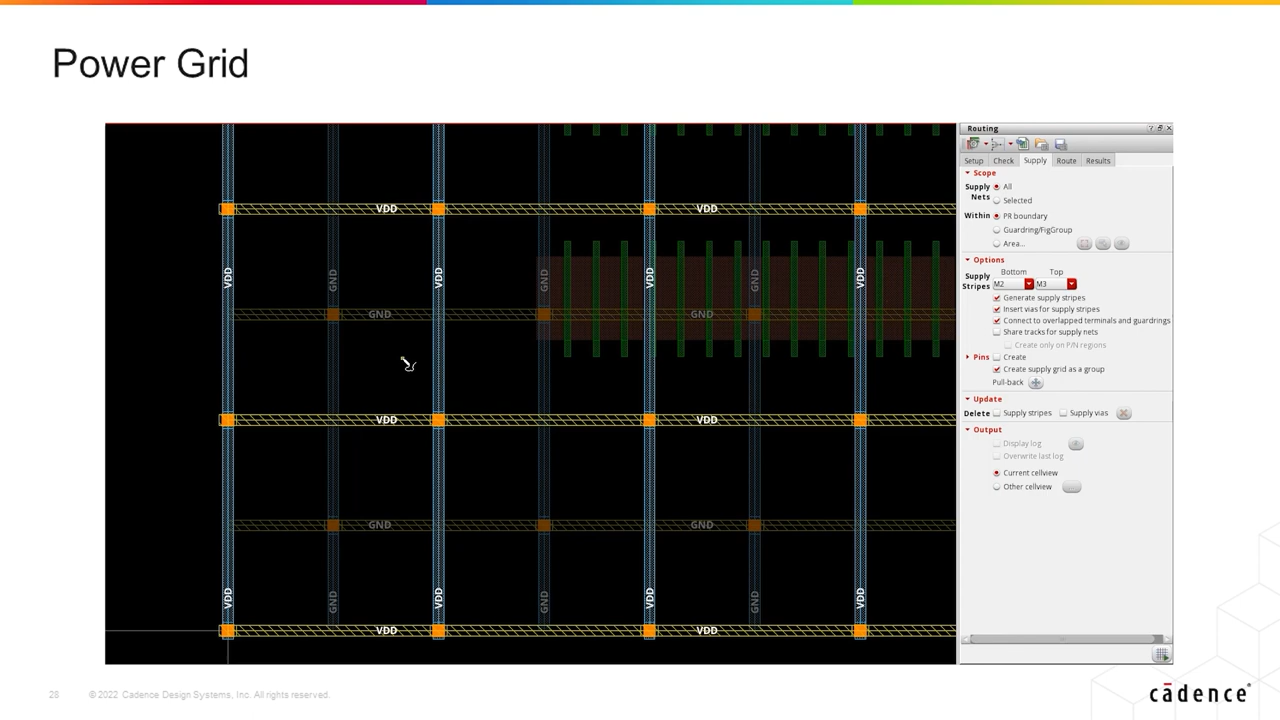 Power Grid
VDD VDD
VDD GND VDD GND VDD GND VDD
GND GND
VDD VDD
GND GND
VDD GND VDD GND VDD GND VDD
VDD VDD
Routing
Setup Check Supply Route Results
Scope
Supply Nets All
Selected
Within PR boundary
Guardring/FigGroup
Area...
Options
Bottom Top
Supply Stripes M2 M3
Generate supply stripes
Insert vias for supply stripes
Connect to overlapped terminals and guardrings
Share tracks for supply nets
Create only on P/N regions
Pins Create
Create supply grid as a group
Pull-back
Update
Delete Supply stripes Supply vias
Output
Display log
Overwrite last log
Current cellview
Other cellview
28 © 2022 Cadence Design Systems, Inc. All rights reserved.
cādence®